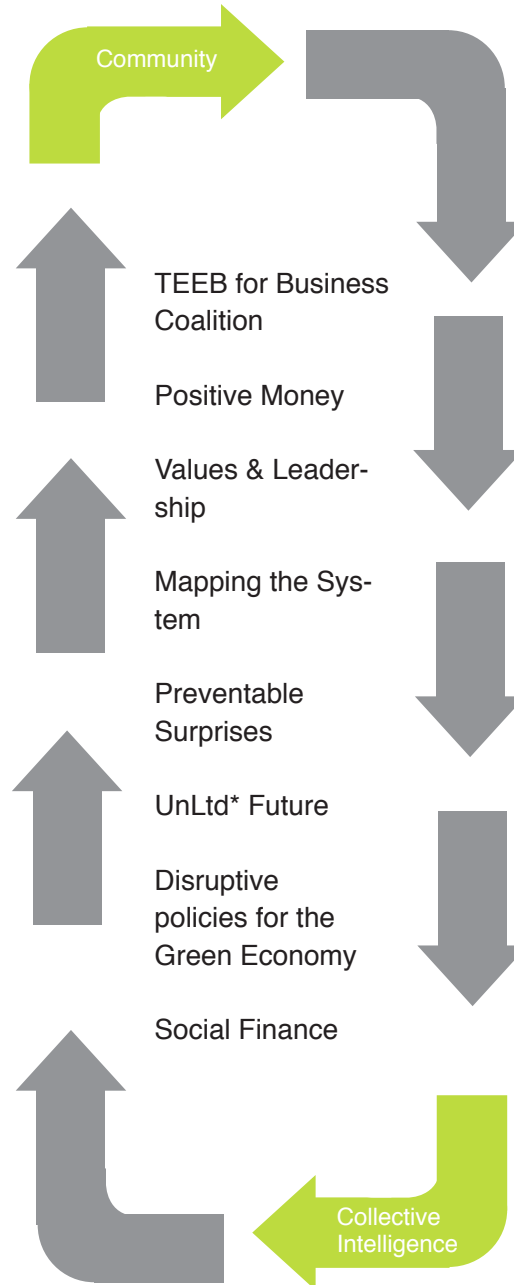 Community
TEEB for Business
Coalition
Positive Money
Values & Leader-
ship
Mapping the Sys-
tem
Preventable
Surprises
UnLtd* Future
Disruptive
policies for the
Green Economy
Social Finance
Collective
Intelligence